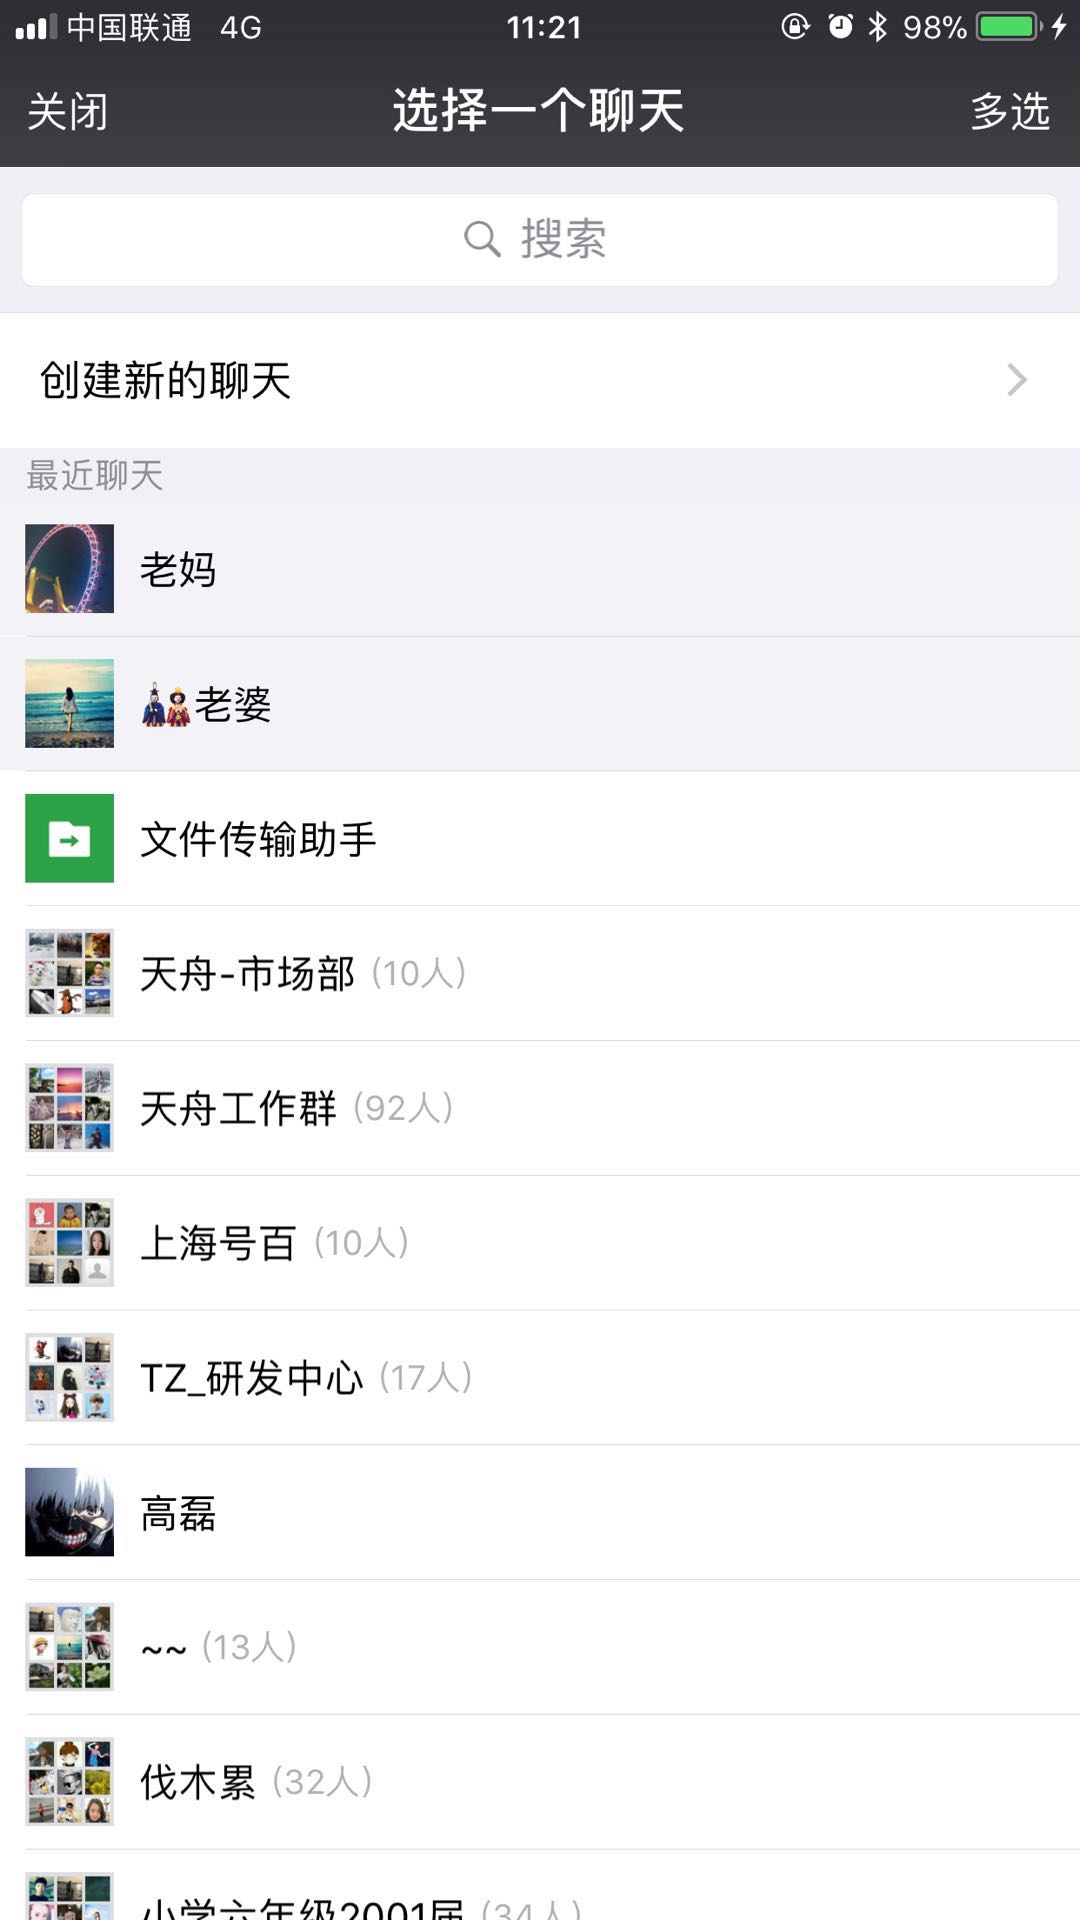 中国联通 4G 11:21 98%
关闭 选择一个聊天 多选
搜索
创建新的聊天
最近聊天
老妈
🎎老婆
文件传输助手
天舟-市场部 (10人)
天舟工作群 (92人)
上海号百 (10人)
TZ_研发中心 (17人)
高磊
~~ (13人)
伐木累 (32人)
小学六年级2001届 (34人)